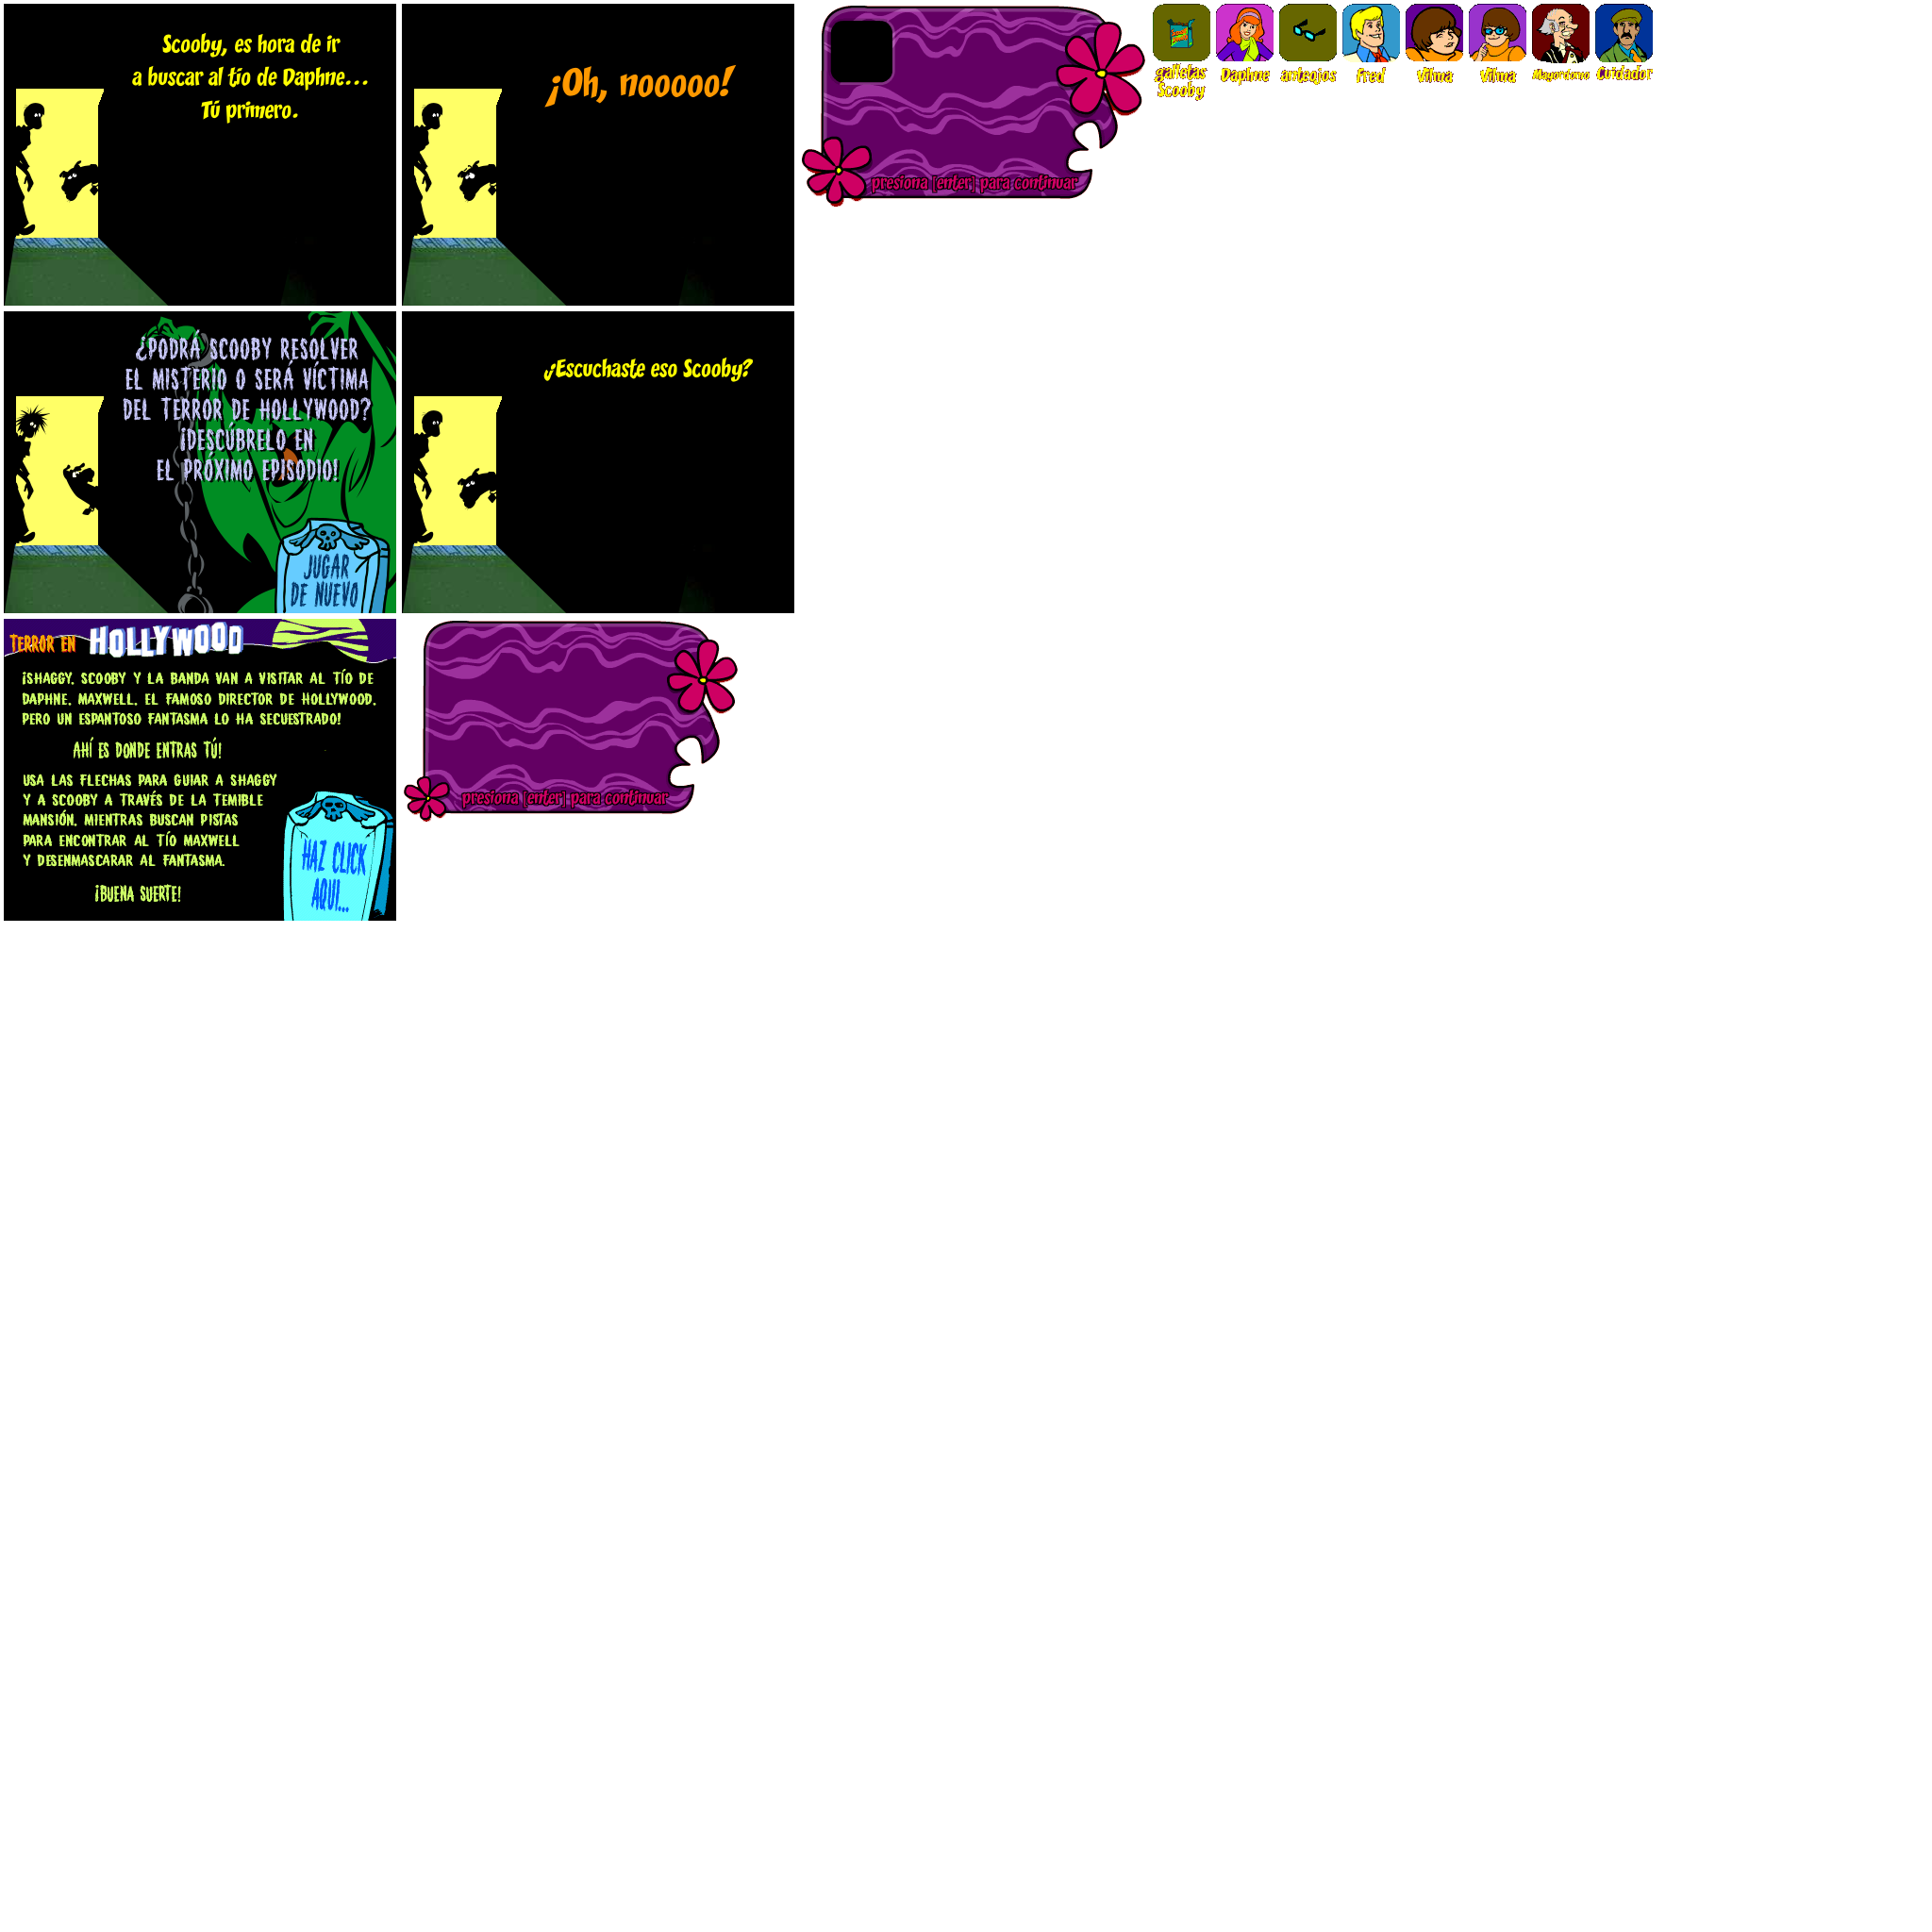 Scooby, es hora de ir
a buscar al tío de Daphne...
Tú primero.
¡Oh, nooooo!
presiona [enter] para continuar
galletas
Scooby
Daphne
anteojos
Fred
Vilma
Vilma
Mayordomo
Cuidador
¿PODRÁ SCOOBY RESOLVER
EL MISTERIO O SERÁ VÍCTIMA
DEL TERROR DE HOLLYWOOD?
¡DESCÚBRELO EN
EL PRÓXIMO EPISODIO!
JUGAR
DE NUEVO
¿Escuchaste eso Scooby?
TERROR EN HOLLYWOOD
¡SHAGGY, SCOOBY Y LA BANDA VAN A VISITAR AL TÍO DE
DAPHNE, MAXWELL, EL FAMOSO DIRECTOR DE HOLLYWOOD,
PERO UN ESPANTOSO FANTASMA LO HA SECUESTRADO!
AHÍ ES DONDE ENTRAS TÚ!
USA LAS FLECHAS PARA GUIAR A SHAGGY
Y A SCOOBY A TRAVÉS DE LA TEMIBLE
MANSIÓN, MIENTRAS BUSCAN PISTAS
PARA ENCONTRAR AL TÍO MAXWELL
Y DESENMASCARAR AL FANTASMA.
¡BUENA SUERTE!
HAZ CLICK
AQUI...
presiona [enter] para continuar